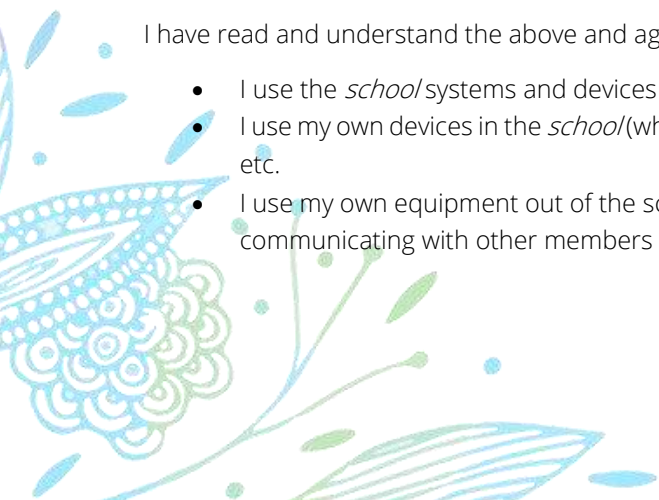 I have read and understand the above and ag
• I use the school systems and devices
• I use my own devices in the school (wh
etc.
• I use my own equipment out of the sc
communicating with other members